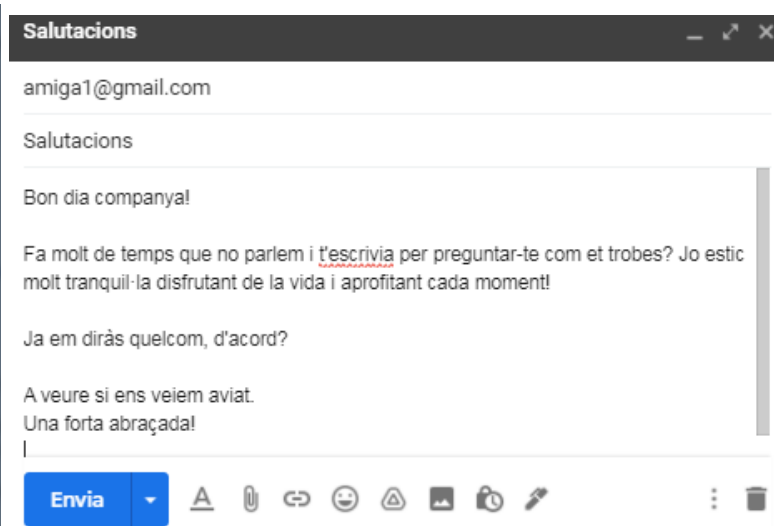 Salutacions
amiga1@gmail.com
Salutacions
Bon dia companya!
Fa molt de temps que no parlem i t'escrivia per preguntar-te com et trobes? Jo estic
molt tranquil·la disfrutant de la vida i aprofitant cada moment!
Ja em diràs quelcom, d'acord?
A veure si ens veiem aviat.
Una forta abraçada!
Envia